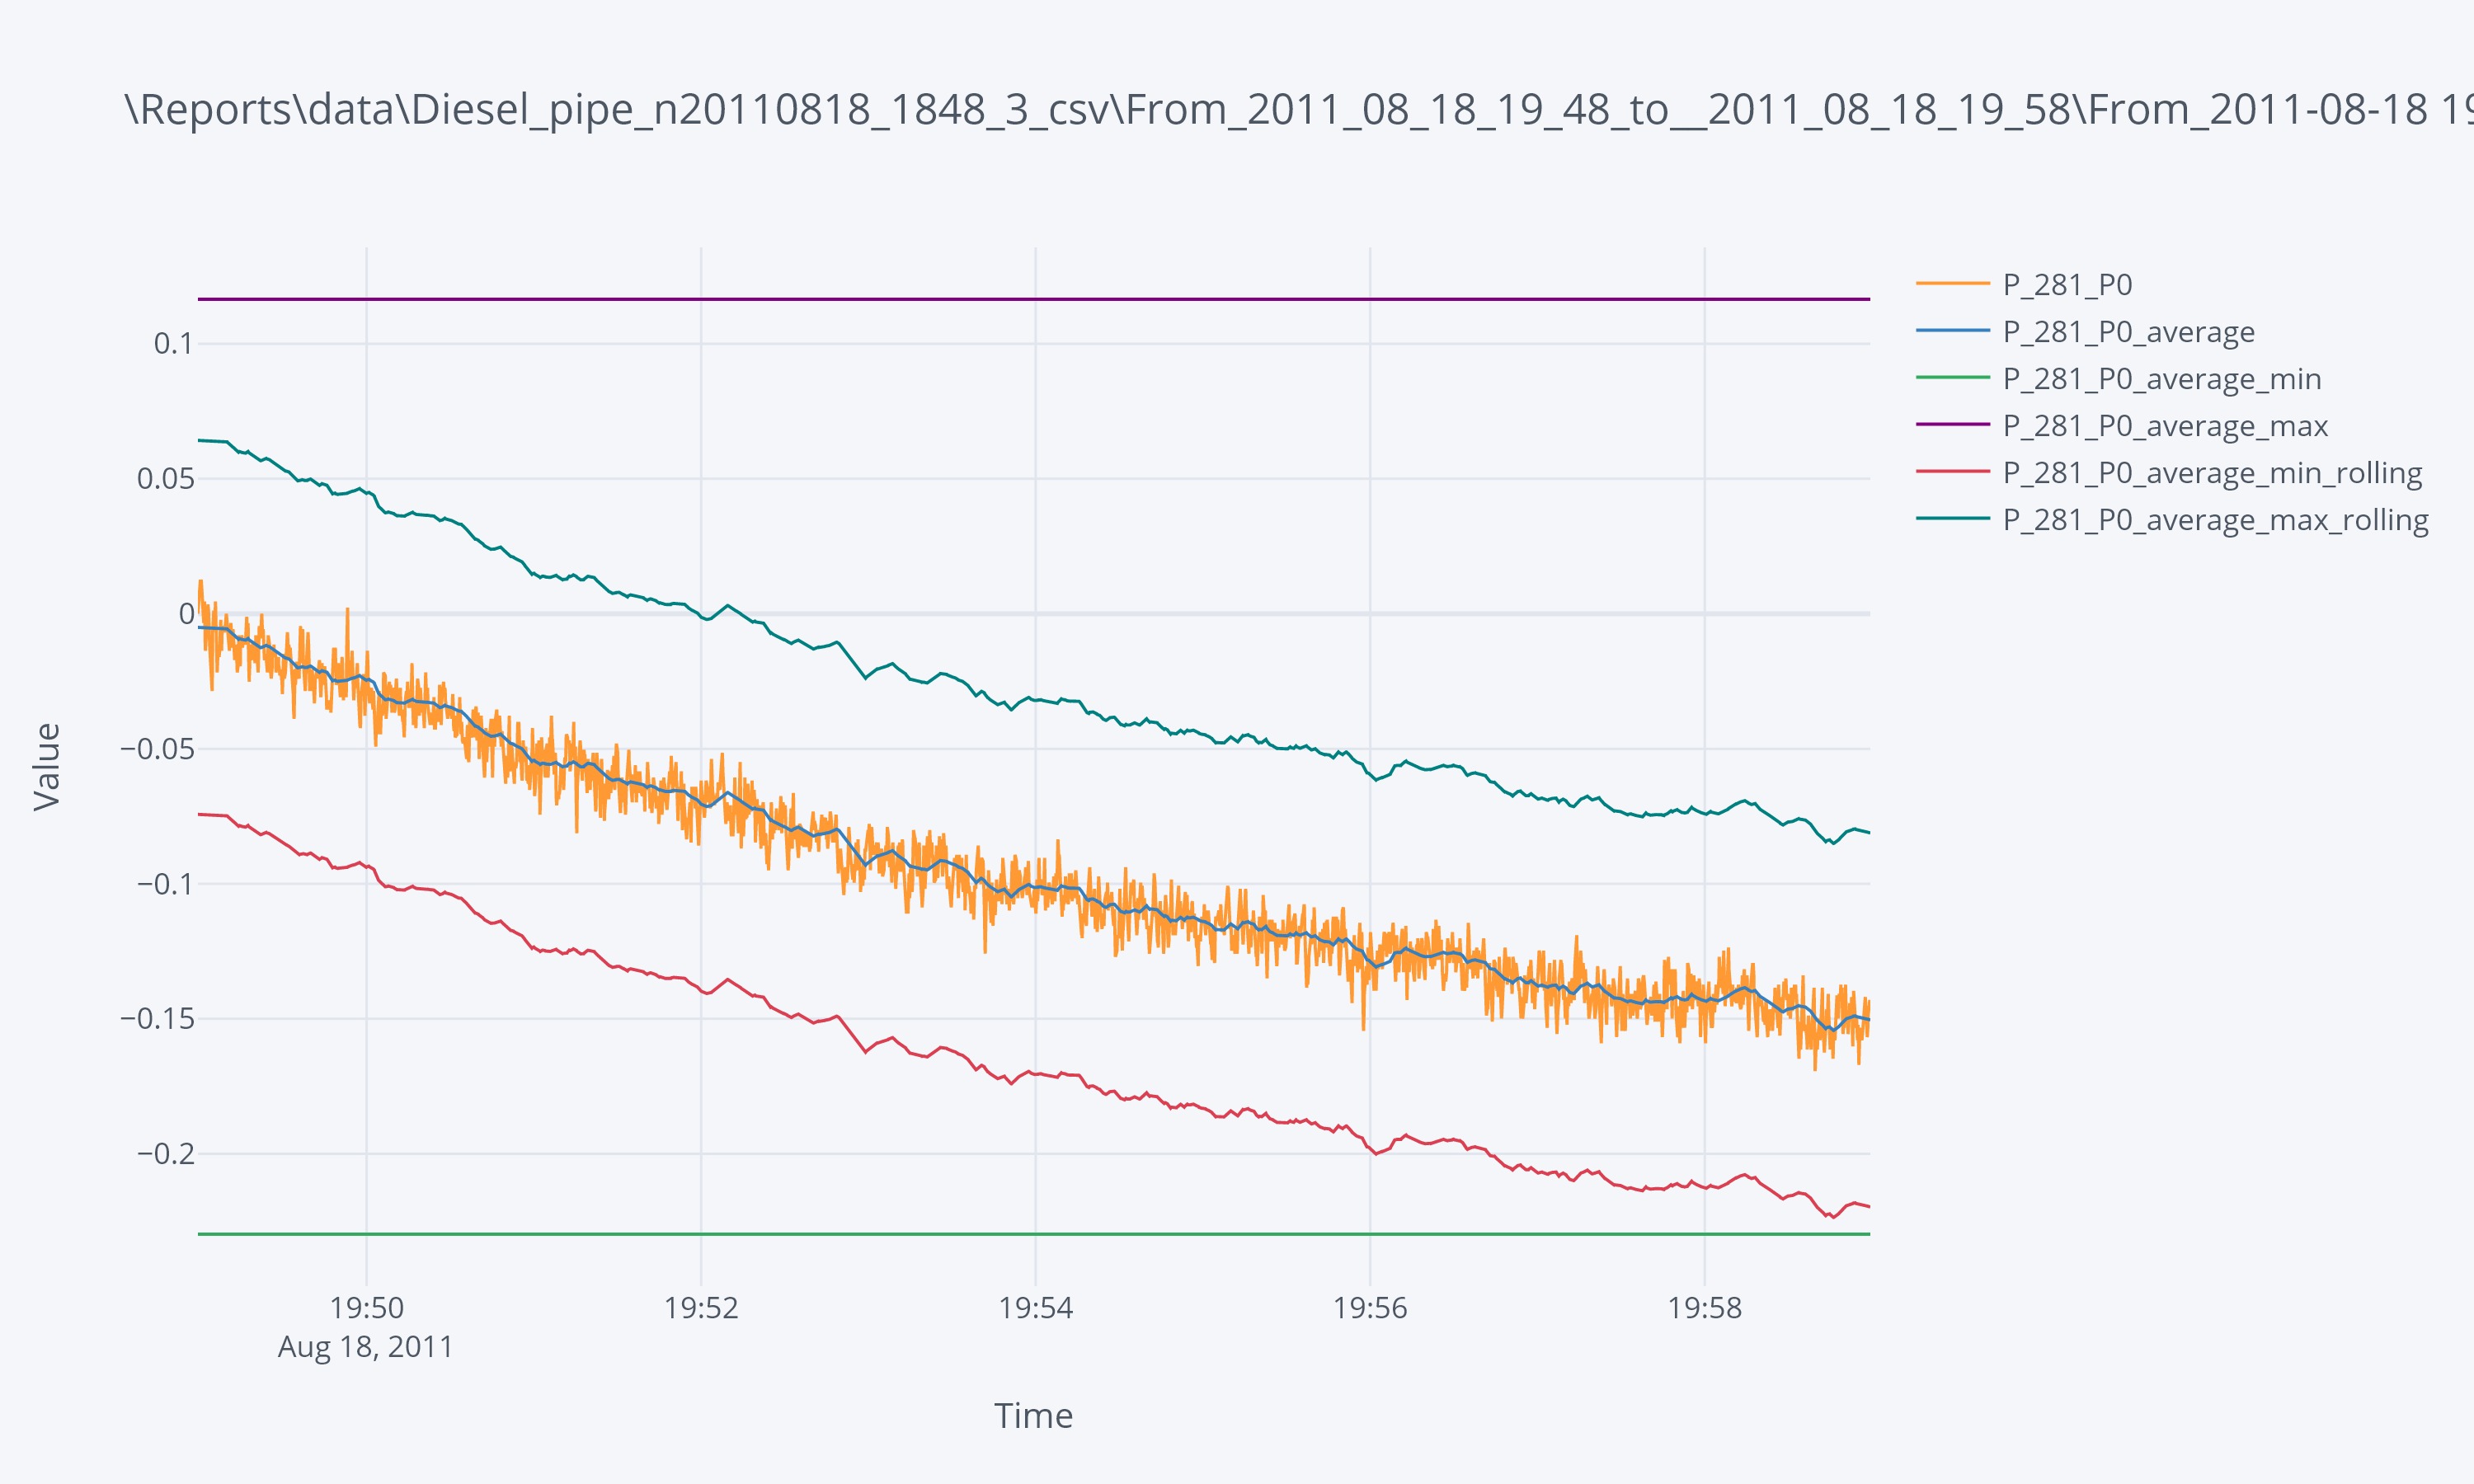 \Reports\data\Diesel_pipe_n20110818_1848_3_csv\From_2011_08_18_19_48_to__2011_08_18_19_58\From_2011-08-18 19
P_281_P0
P_281_P0_average
P_281_P0_average_min
P_281_P0_average_max
P_281_P0_average_min_rolling
P_281_P0_average_max_rolling
0.1
0.05
0
−0.05
−0.1
−0.15
−0.2
Value
19:50 19:52 19:54 19:56 19:58
Aug 18, 2011
Time